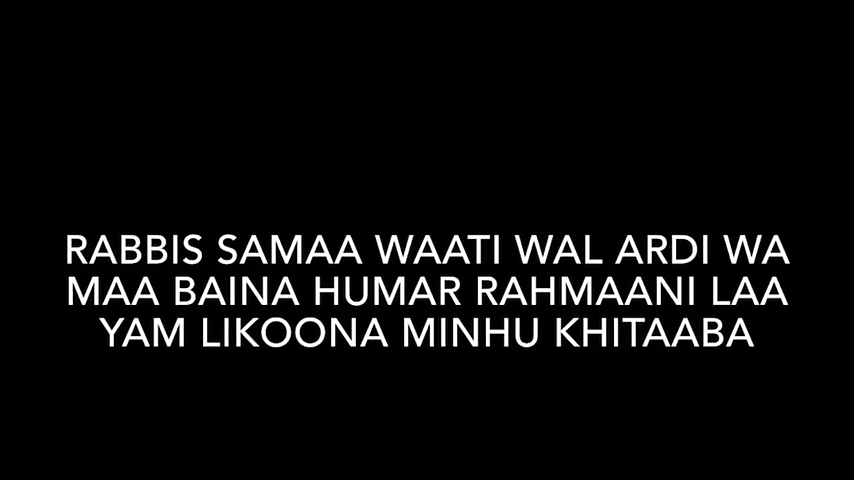 RABBIS SAMAA WAATI WAL ARDI WA
MAA BAINA HUMAR RAHMAANI LAA
YAM LIKOONA MINHU KHITAABA